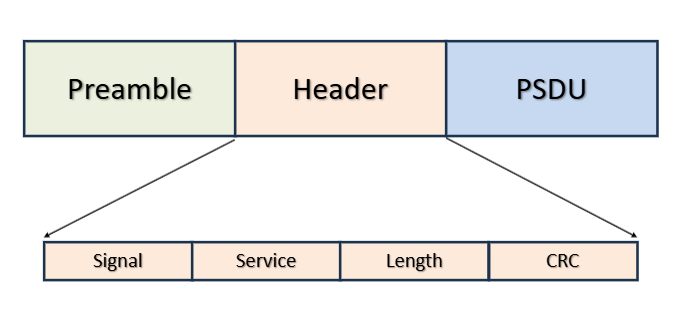 Preamble Header PSDU
Signal Service Length CRC